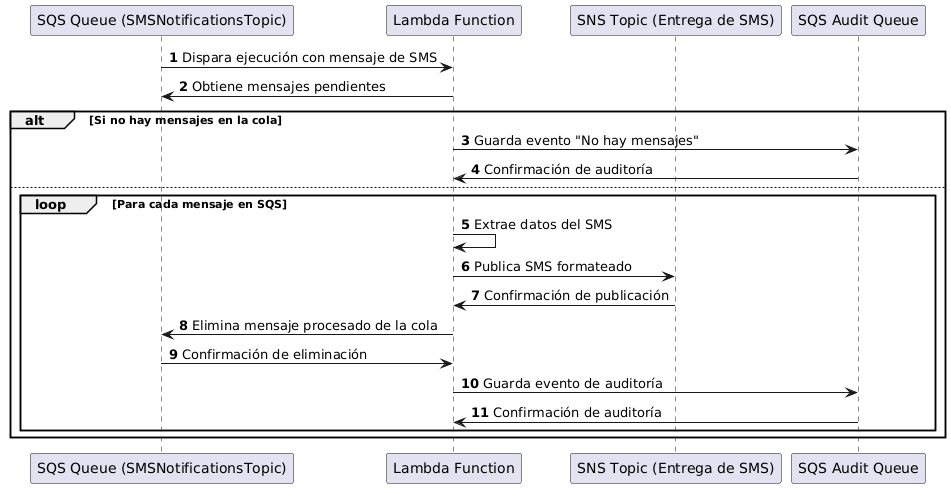 SQS Queue (SMSNotificationsTopic) Lambda Function SNS Topic (Entrega de SMS) SQS Audit Queue
1 Dispara ejecución con mensaje de SMS
2 Obtiene mensajes pendientes
alt [Si no hay mensajes en la cola]
3 Guarda evento "No hay mensajes"
4 Confirmación de auditoría
loop [Para cada mensaje en SQS]
5 Extrae datos del SMS
6 Publica SMS formateado
7 Confirmación de publicación
8 Elimina mensaje procesado de la cola
9 Confirmación de eliminación
10 Guarda evento de auditoría
11 Confirmación de auditoría
SQS Queue (SMSNotificationsTopic) Lambda Function SNS Topic (Entrega de SMS) SQS Audit Queue